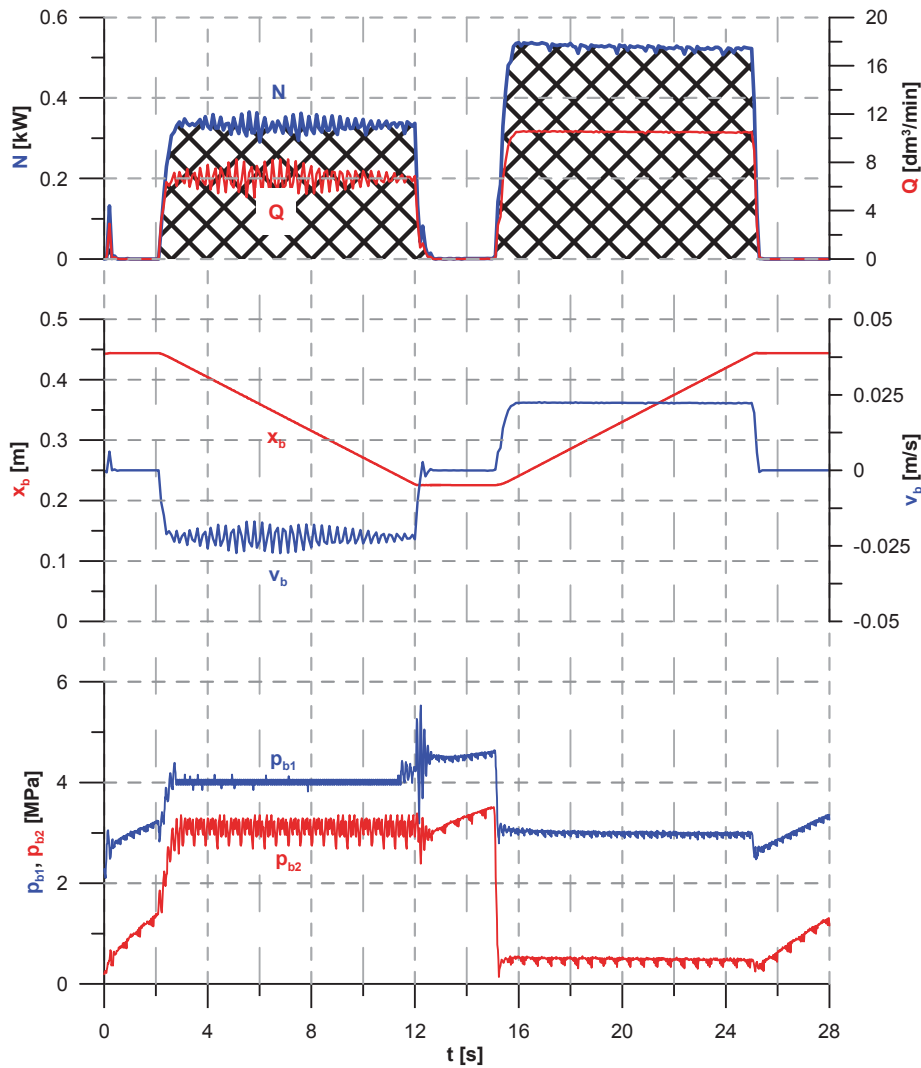 0.6
0.4
0.2
0
N [kW]
N
Q
20
16
12
8
4
0
Q [dm³/min]
0.5
0.4
0.3
0.2
0.1
0
x_b [m]
x_b
v_b
0.05
0.025
0
-0.025
-0.05
v_b [m/s]
6
4
2
0
p_b1, p_b2 [MPa]
p_b1
p_b2
0 4 8 12 16 20 24 28
t [s]